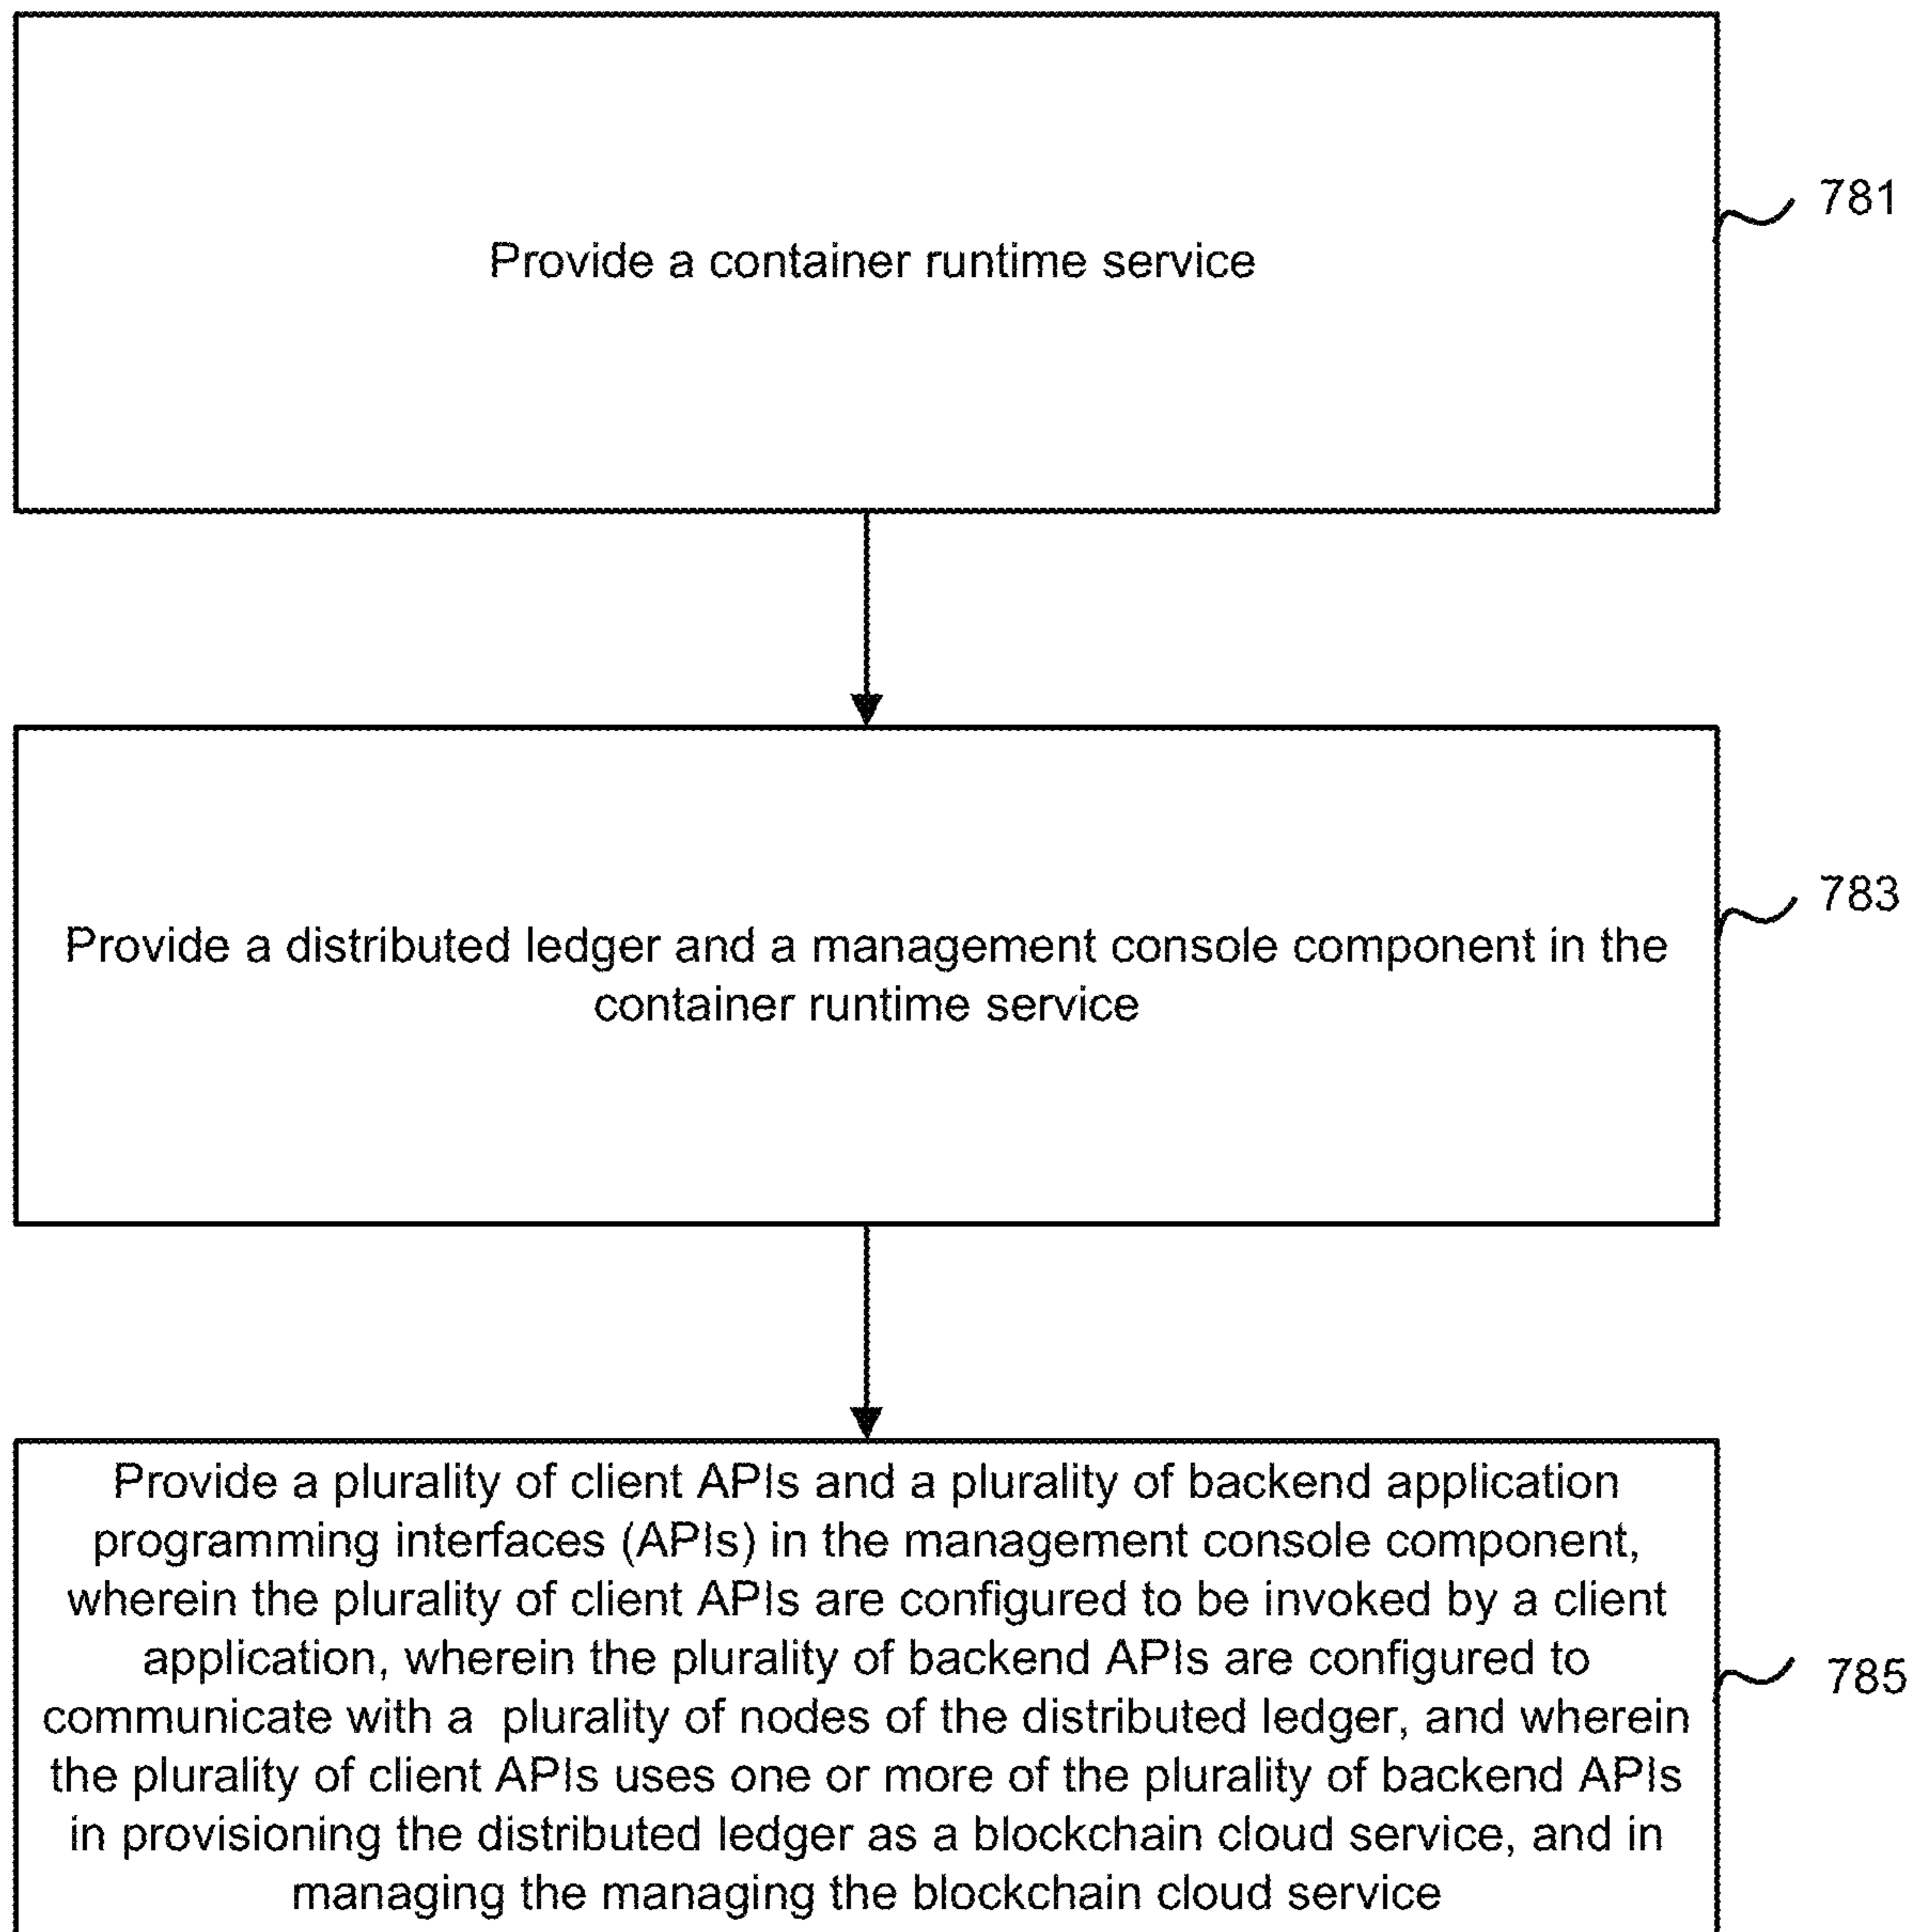 Provide a container runtime service
781
Provide a distributed ledger and a management console component in the
container runtime service
783
Provide a plurality of client APIs and a plurality of backend application
programming interfaces (APIs) in the management console component,
wherein the plurality of client APIs are configured to be invoked by a client
application, wherein the plurality of backend APIs are configured to
communicate with a plurality of nodes of the distributed ledger, and wherein
the plurality of client APIs uses one or more of the plurality of backend APIs
in provisioning the distributed ledger as a blockchain cloud service, and in
managing the managing the blockchain cloud service
785